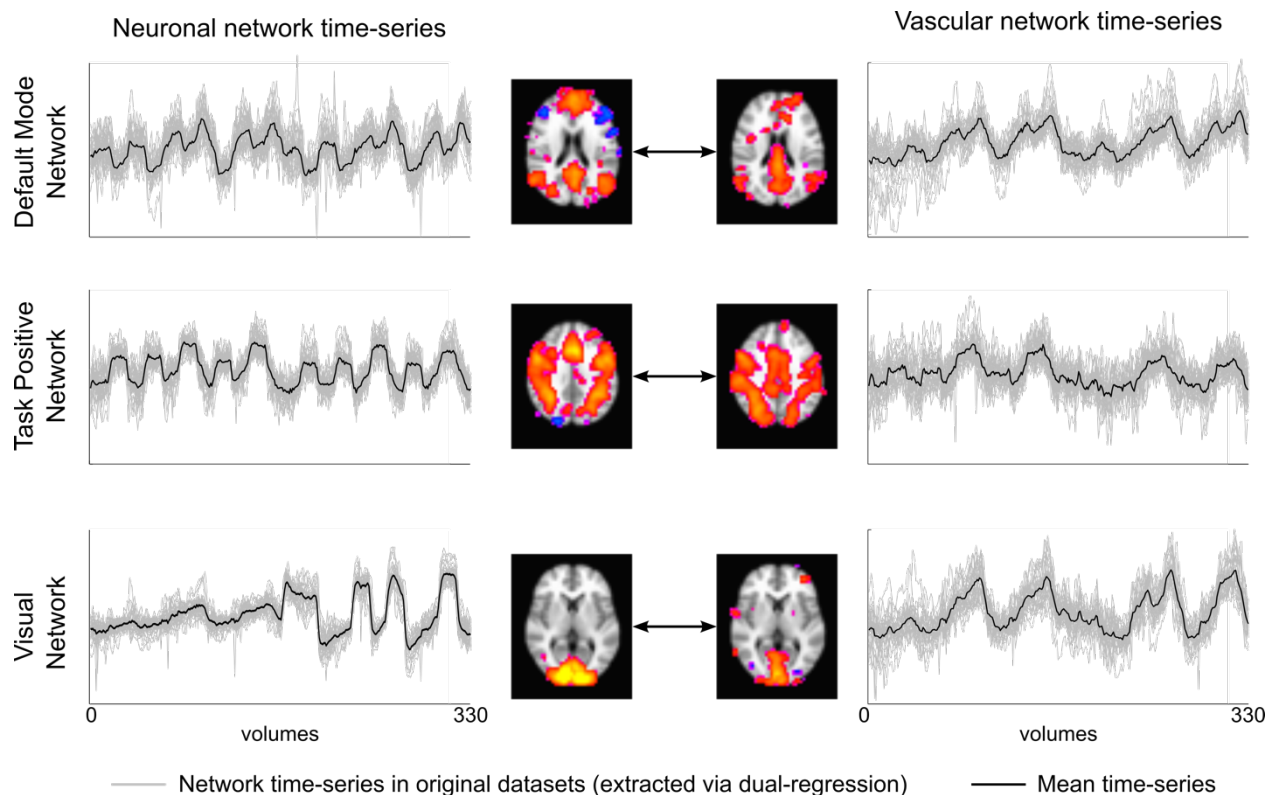 Neuronal network time-series
Vascular network time-series
Default Mode
Network
Task Positive
Network
Visual
Network
0
330
volumes
0
330
volumes
Network time-series in original datasets (extracted via dual-regression)
Mean time-series